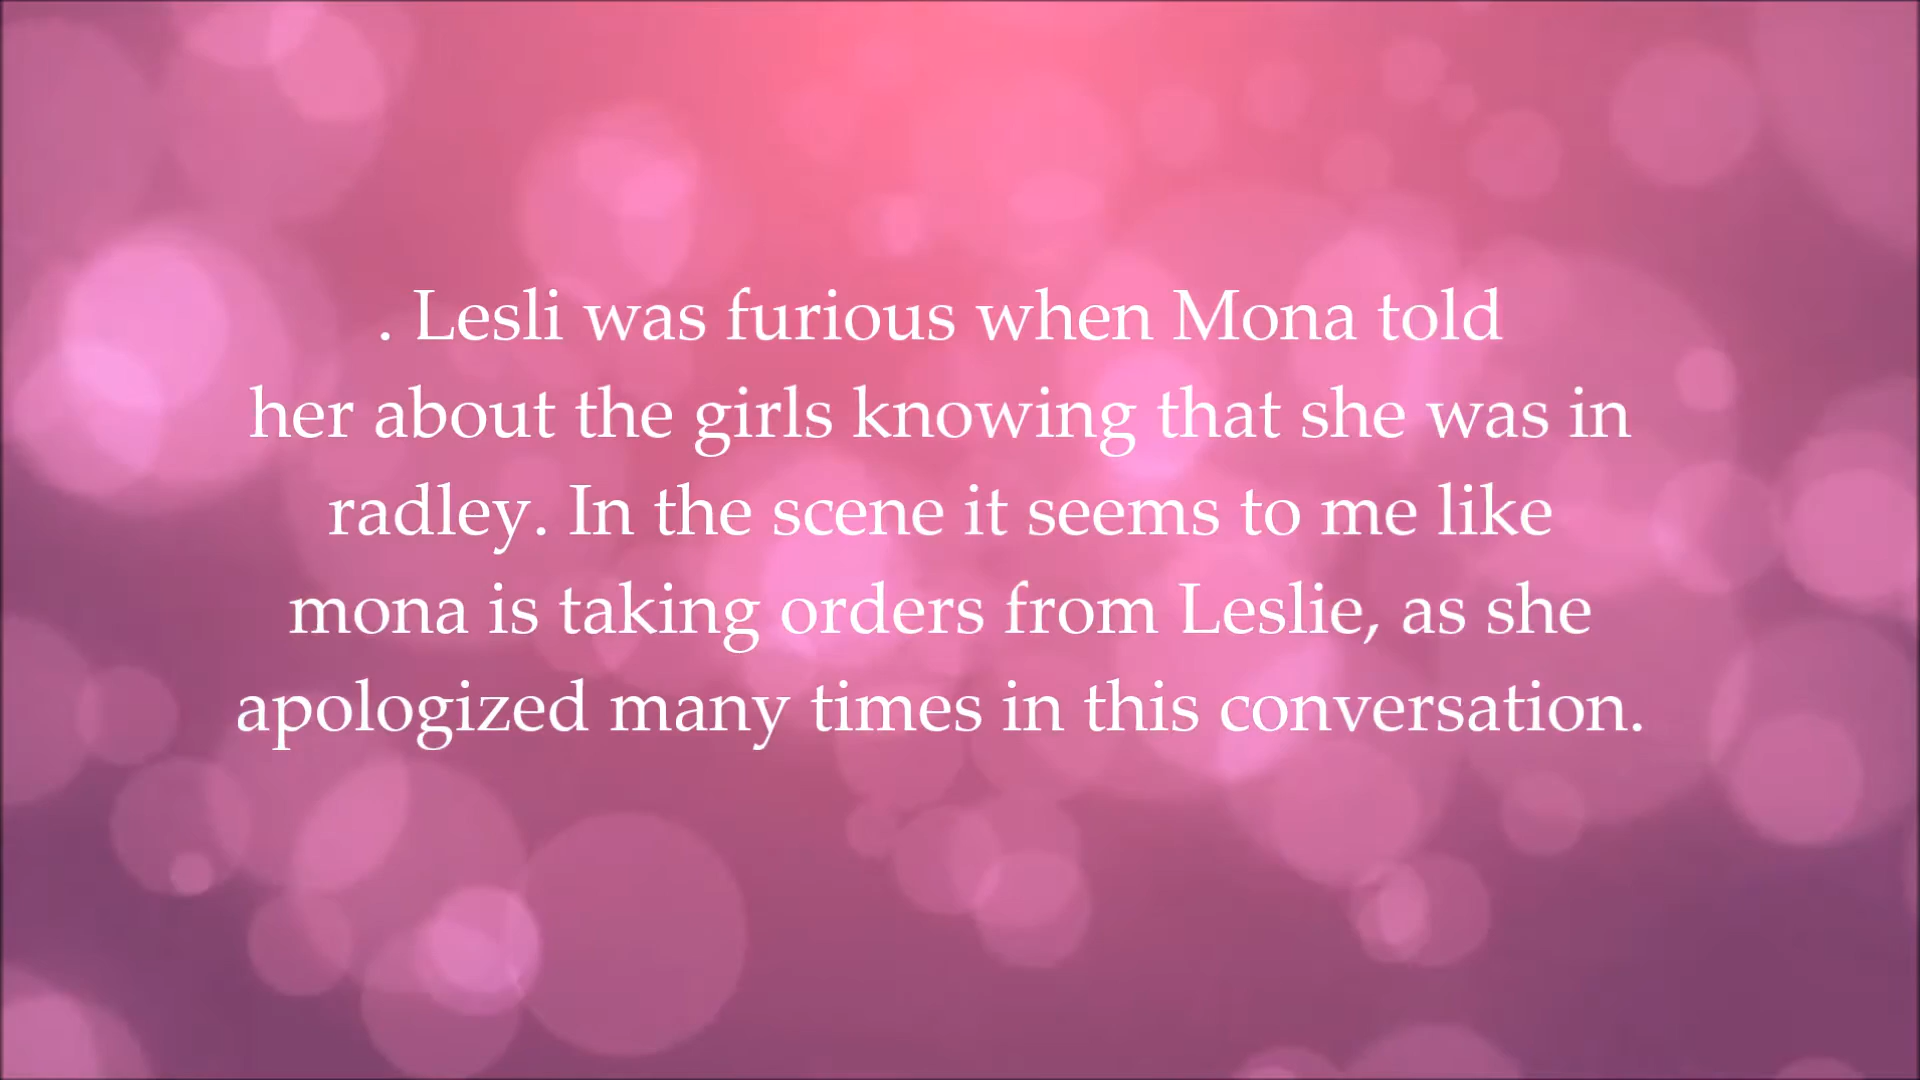 . Lesli was furious when Mona told
her about the girls knowing that she was in
radley. In the scene it seems to me like
mona is taking orders from Leslie, as she
apologized many times in this conversation.